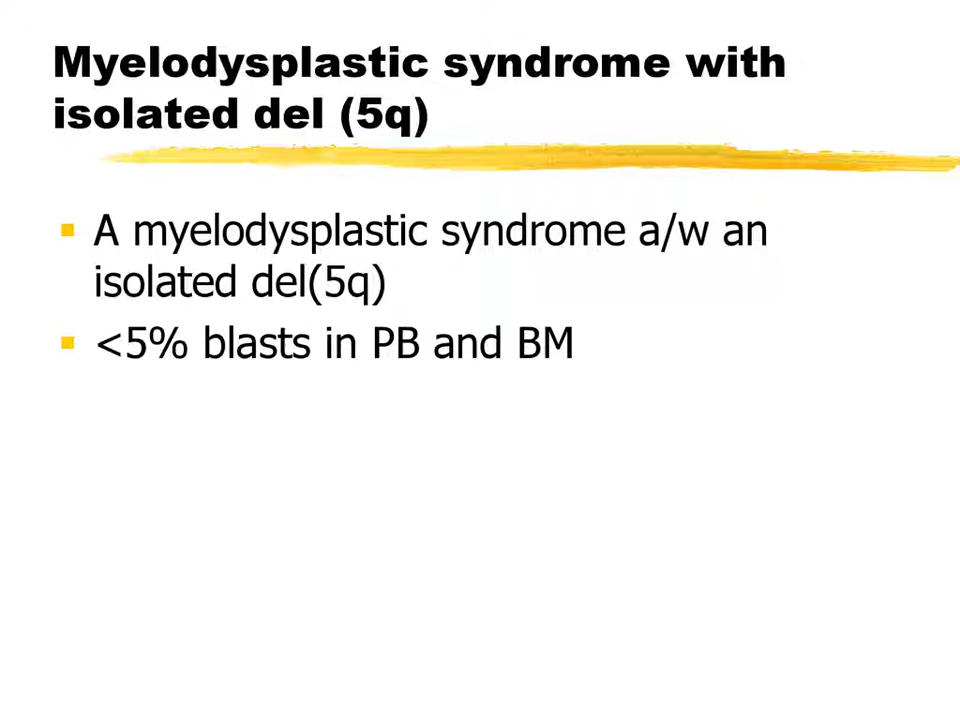 Myelodysplastic syndrome with
isolated del (5q)
A myelodysplastic syndrome a/w an
isolated del(5q)
<5% blasts in PB and BM